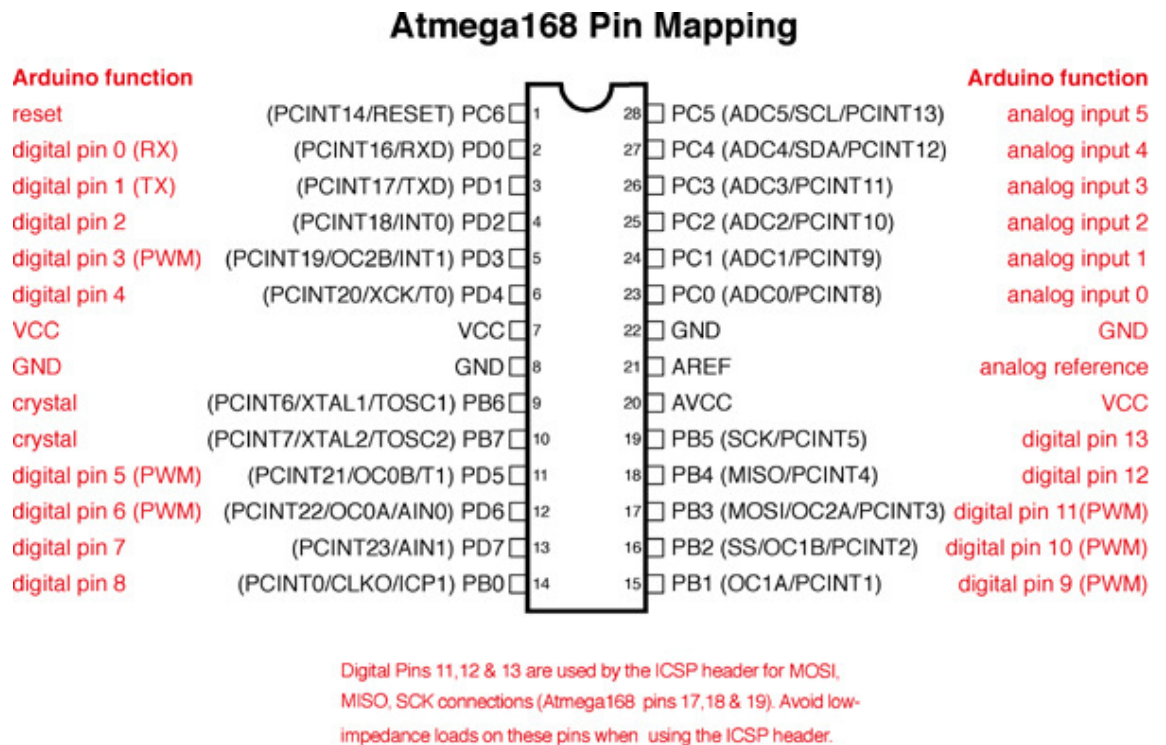 Atmega168 Pin Mapping
Arduino function Arduino function
reset (PCINT14/RESET) PC6 1 28 PC5 (ADC5/SCL/PCINT13) analog input 5
digital pin 0 (RX) (PCINT16/RXD) PD0 2 27 PC4 (ADC4/SDA/PCINT12) analog input 4
digital pin 1 (TX) (PCINT17/TXD) PD1 3 26 PC3 (ADC3/PCINT11) analog input 3
digital pin 2 (PCINT18/INT0) PD2 4 25 PC2 (ADC2/PCINT10) analog input 2
digital pin 3 (PWM) (PCINT19/OC2B/INT1) PD3 5 24 PC1 (ADC1/PCINT9) analog input 1
digital pin 4 (PCINT20/XCK/T0) PD4 6 23 PC0 (ADC0/PCINT8) analog input 0
VCC VCC 7 22 GND GND
GND GND 8 21 AREF analog reference
crystal (PCINT6/XTAL1/TOSC1) PB6 9 20 AVCC VCC
crystal (PCINT7/XTAL2/TOSC2) PB7 10 19 PB5 (SCK/PCINT5) digital pin 13
digital pin 5 (PWM) (PCINT21/OC0B/T1) PD5 11 18 PB4 (MISO/PCINT4) digital pin 12
digital pin 6 (PWM) (PCINT22/OC0A/AIN0) PD6 12 17 PB3 (MOSI/OC2A/PCINT3) digital pin 11(PWM)
digital pin 7 (PCINT23/AIN1) PD7 13 16 PB2 (SS/OC1B/PCINT2) digital pin 10 (PWM)
digital pin 8 (PCINT0/CLKO/ICP1) PB0 14 15 PB1 (OC1A/PCINT1) digital pin 9 (PWM)
Digital Pins 11,12 & 13 are used by the ICSP header for MOSI,
MISO, SCK connections (Atmega168 pins 17,18 & 19). Avoid low-
impedance loads on these pins when using the ICSP header.